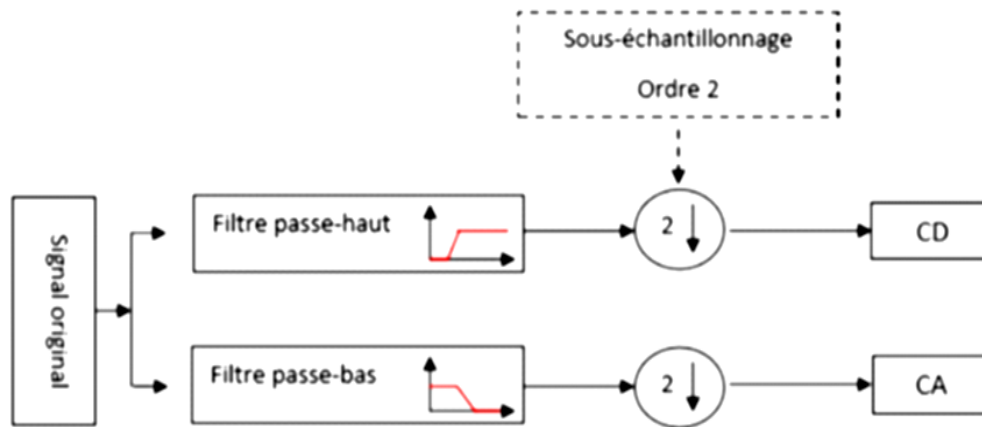 Sous-échantillonnage
Ordre 2
Signal original
Filtre passe-haut
2
CD
Filtre passe-bas
2
CA